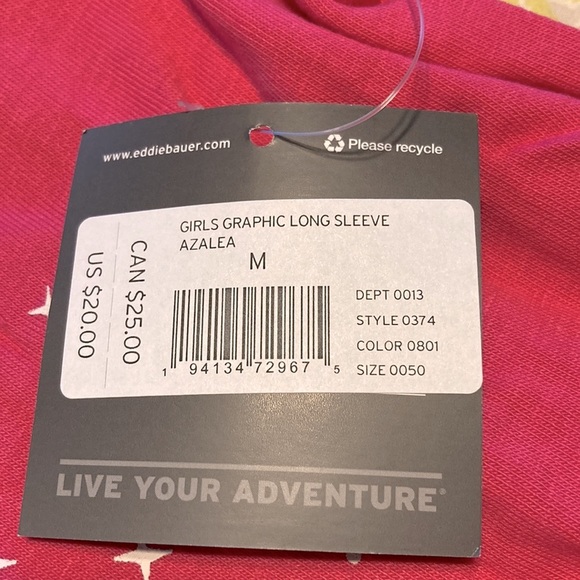 www.eddiebauer.com
Please recycle
GIRLS GRAPHIC LONG SLEEVE
AZALEA
M
CAN $25.00
US $20.00
DEPT 0013
STYLE 0374
COLOR 0801
SIZE 0050
1 94134 72967 5
LIVE YOUR ADVENTURE®